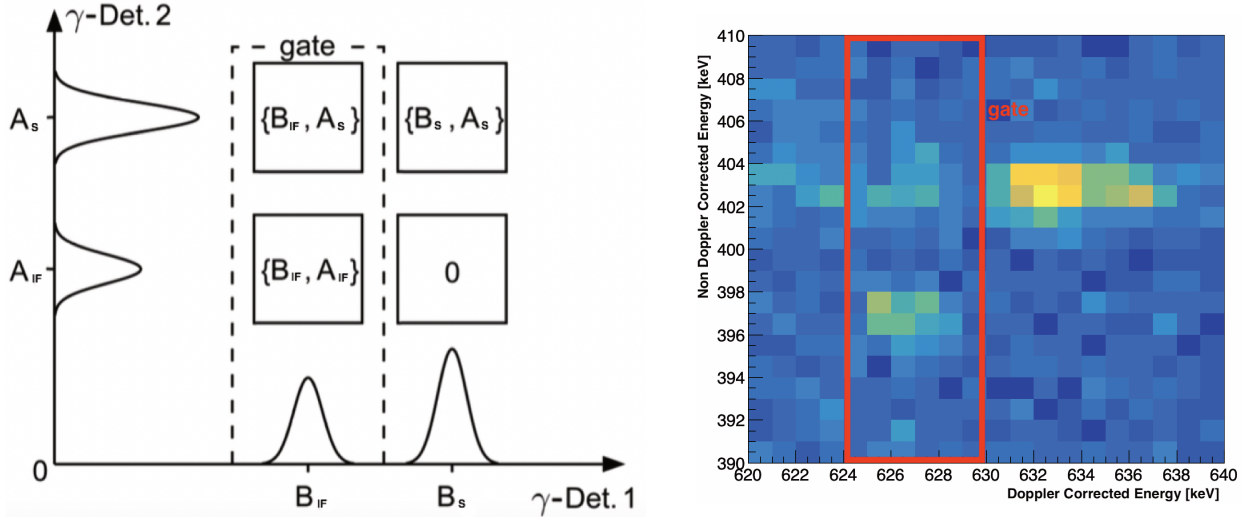 γ-Det. 2
gate
A_S
{B_IF , A_S}
{B_S , A_S}
A_IF
{B_IF , A_IF}
0
0
B_IF
B_S
γ-Det. 1
Non Doppler Corrected Energy [keV]
410
408
406
404
402
400
398
396
394
392
390
gate
620
622
624
626
628
630
632
634
636
638
640
Doppler Corrected Energy [keV]